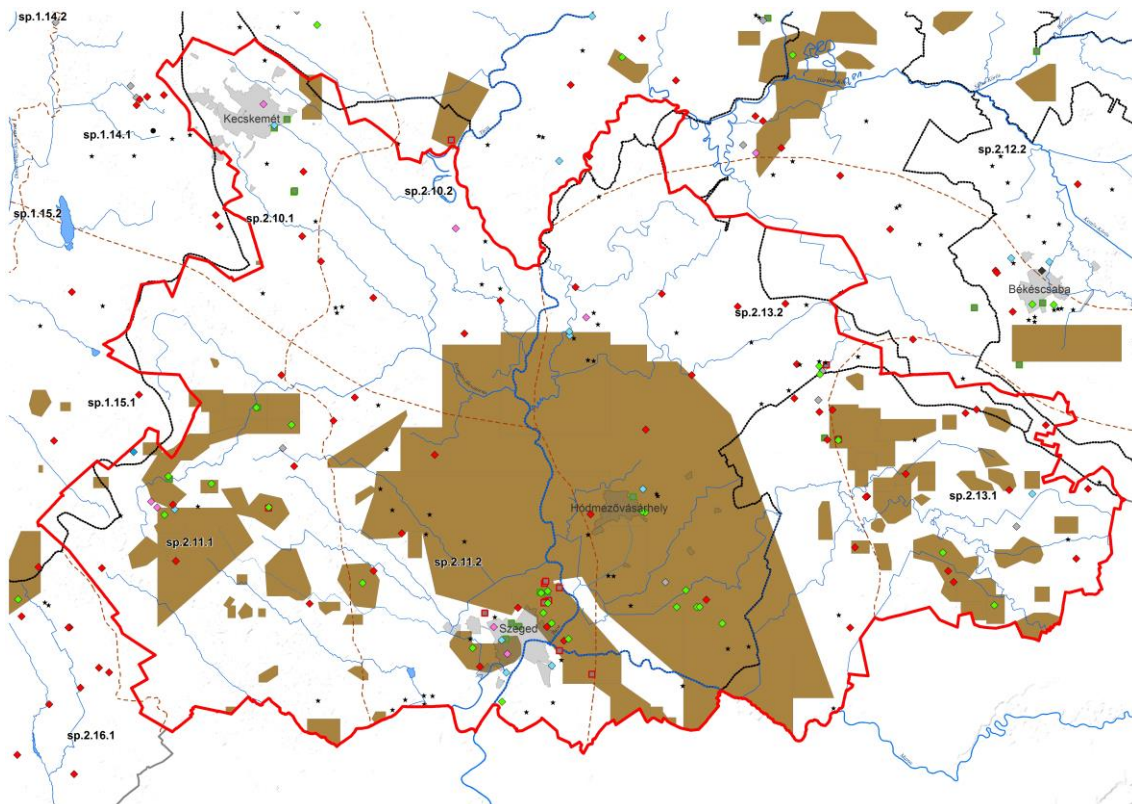 sp.1.14.2
Kecskemét
sp.1.14.1
sp.2.12.2
sp.2.10.2
sp.1.15.2
sp.2.10.1
Békéscsaba
sp.2.13.2
sp.1.15.1
sp.2.13.1
Hódmezővásárhely
sp.2.11.1
sp.2.11.2
Szeged
sp.2.16.1
Maros